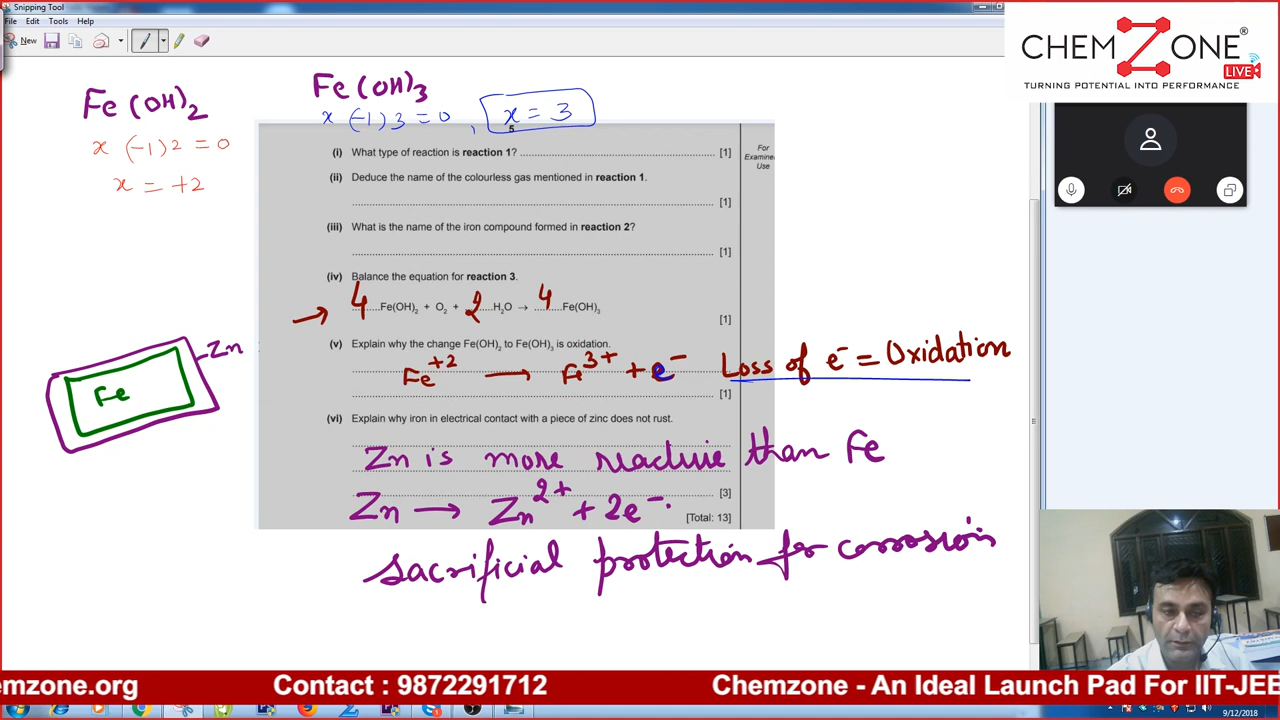 Snipping Tool
File Edit Tools Help
New
CHEMZONE®
LIVE
TURNING POTENTIAL INTO PERFORMANCE
Fe(OH)2
x (-1)2 = 0
x = +2
Fe(OH)3
x (-1)3 = 0, x = 3
5
For
Examiner
Use
(i) What type of reaction is reaction 1? [1]
(ii) Deduce the name of the colourless gas mentioned in reaction 1.
[1]
(iii) What is the name of the iron compound formed in reaction 2?
[1]
(iv) Balance the equation for reaction 3.
→ 4 Fe(OH)2 + O2 + 2 H2O → 4 Fe(OH)3
[1]
(v) Explain why the change Fe(OH)2 to Fe(OH)3 is oxidation.
Fe+2 → Fe3+ + e- Loss of e- = Oxidation
[1]
Zn
Fe
(vi) Explain why iron in electrical contact with a piece of zinc does not rust.
Zn is more reactive than Fe
[3]
Zn → Zn2+ + 2e-
[Total: 13]
sacrificial protection for corrosion
emzone.org Contact : 9872291712 Chemzone - An Ideal Launch Pad For IIT-JEE
9/12/2018